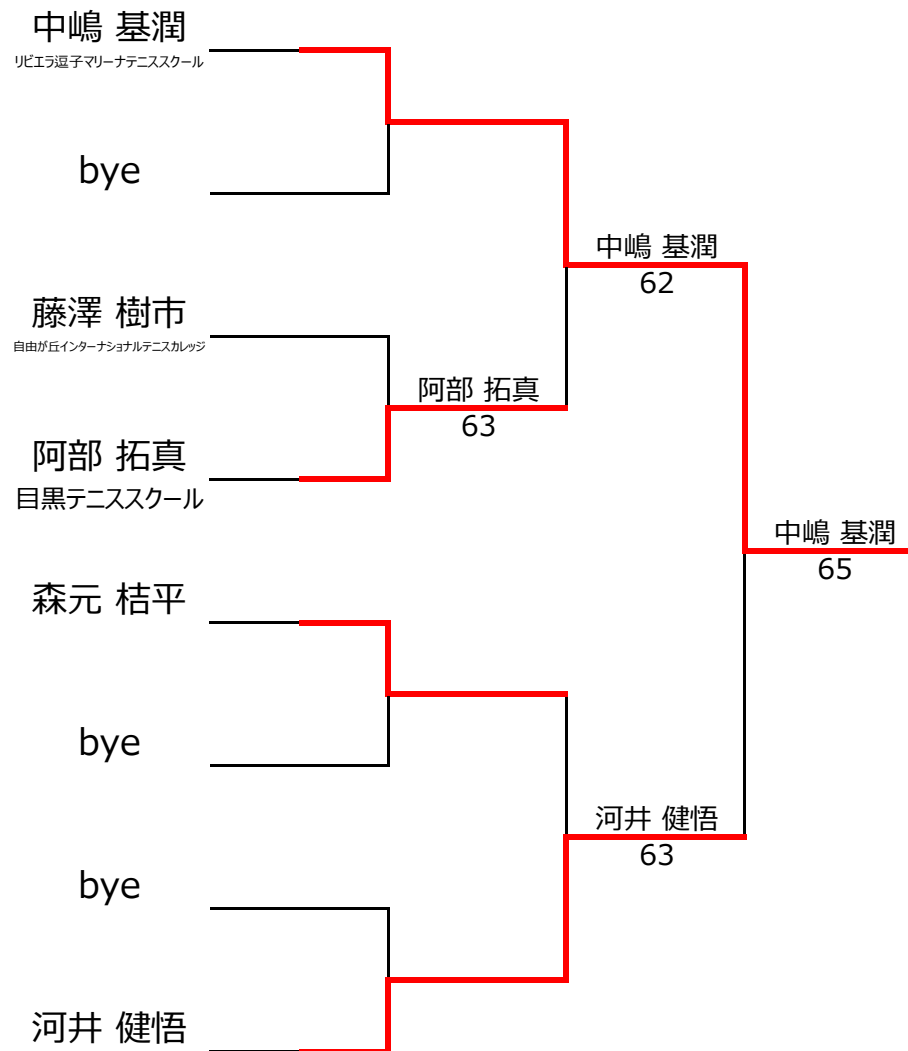 中嶋 基潤
リビエラ逗子マリーナテニススクール
bye
中嶋 基潤
62
藤澤 樹市
自由が丘インターナショナルテニスカレッジ
阿部 拓真
63
阿部 拓真
目黒テニススクール
中嶋 基潤
65
森元 桔平
bye
河井 健悟
63
bye
河井 健悟